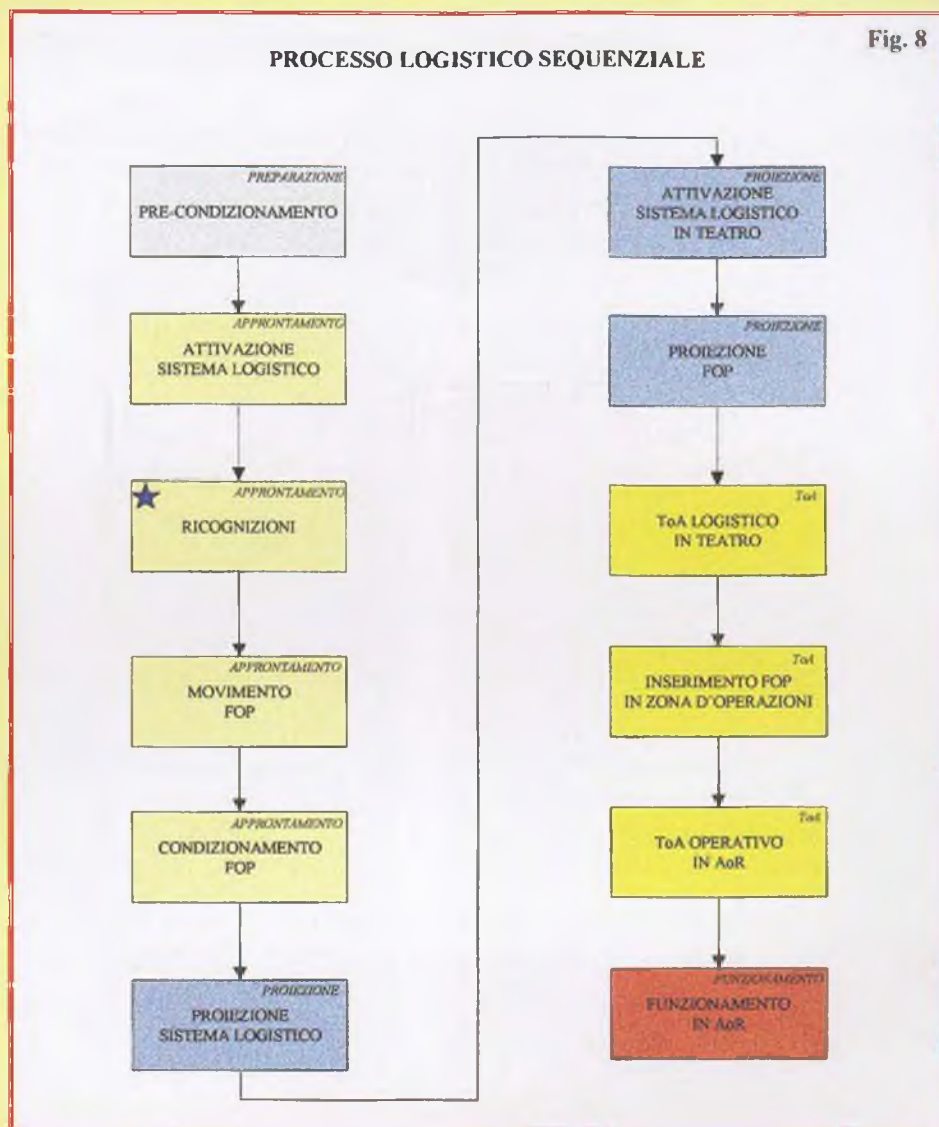 Fig. 8
PROCESSO LOGISTICO SEQUENZIALE
PREPARAZIONE
PRE-CONDIZIONAMENTO
APPRONTAMENTO
ATTIVAZIONE
SISTEMA LOGISTICO
APPRONTAMENTO
RICOGNIZIONI
APPRONTAMENTO
MOVIMENTO
FOP
APPRONTAMENTO
CONDIZIONAMENTO
FOP
PROIEZIONE
PROIEZIONE
SISTEMA LOGISTICO
PROIEZIONE
ATTIVAZIONE
SISTEMA LOGISTICO
IN TEATRO
PROIEZIONE
PROIEZIONE
FOP
ToA
ToA LOGISTICO
IN TEATRO
ToA
INSERIMENTO FOP
IN ZONA D'OPERAZIONI
ToA
ToA OPERATIVO
IN AoR
FUNZIONAMENTO
FUNZIONAMENTO
IN AoR